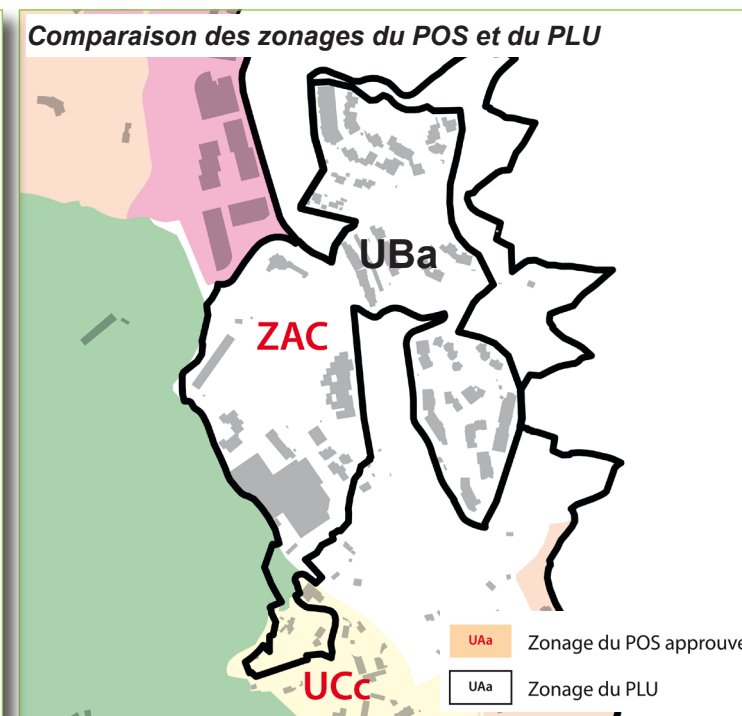 Comparaison des zonages du POS et du PLU
UBa
ZAC
UAa Zonage du POS approuvé
UAa Zonage du PLU
UCc